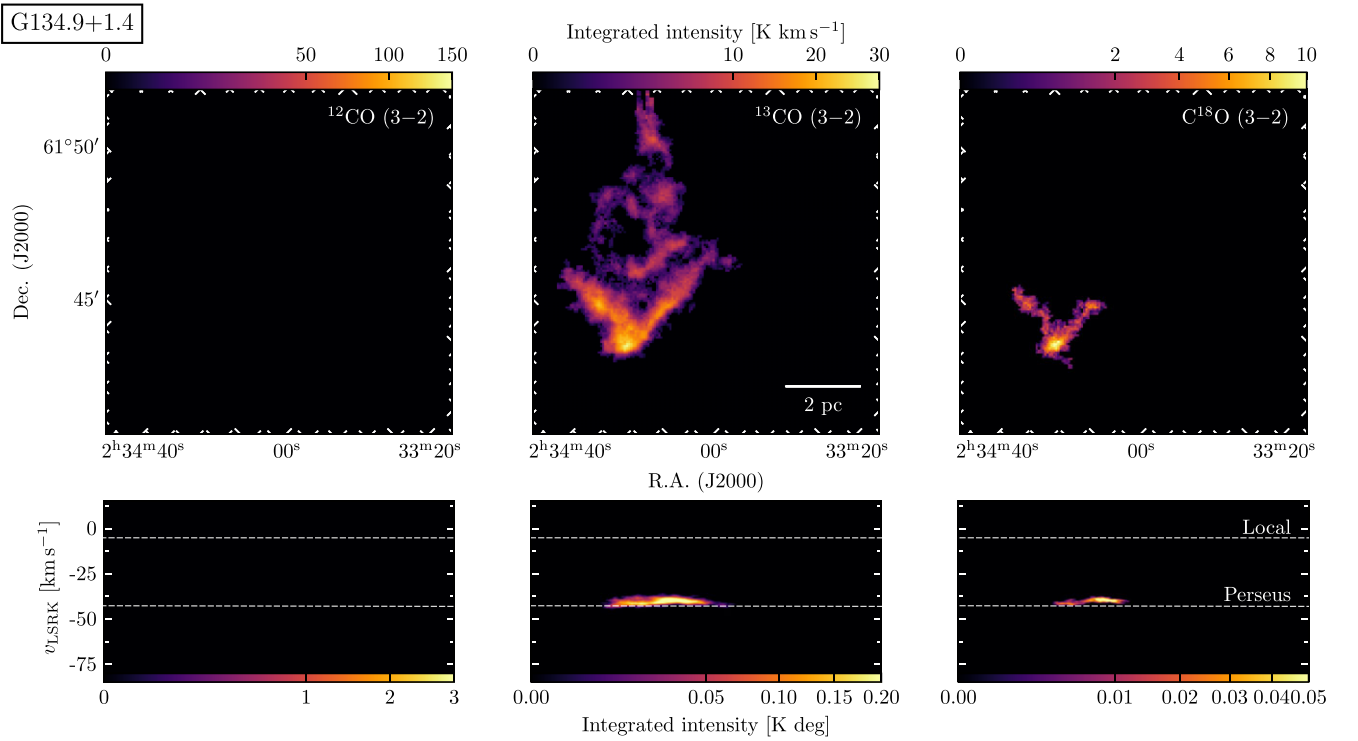 G134.9+1.4
Integrated intensity [K km s⁻¹]
0 50 100 150
0 10 20 30
0 2 4 6 8 10
¹²CO (3−2)
¹³CO (3−2)
C¹⁸O (3−2)
61°50′
45′
Dec. (J2000)
2 pc
2ʰ34ᵐ40ˢ 00ˢ 33ᵐ20ˢ
2ʰ34ᵐ40ˢ 00ˢ 33ᵐ20ˢ
2ʰ34ᵐ40ˢ 00ˢ 33ᵐ20ˢ
R.A. (J2000)
v_LSRK [km s⁻¹]
0
-25
-50
-75
Local
Perseus
0 1 2 3
0.00 0.05 0.10 0.15 0.20
0.00 0.01 0.02 0.03 0.04 0.05
Integrated intensity [K deg]